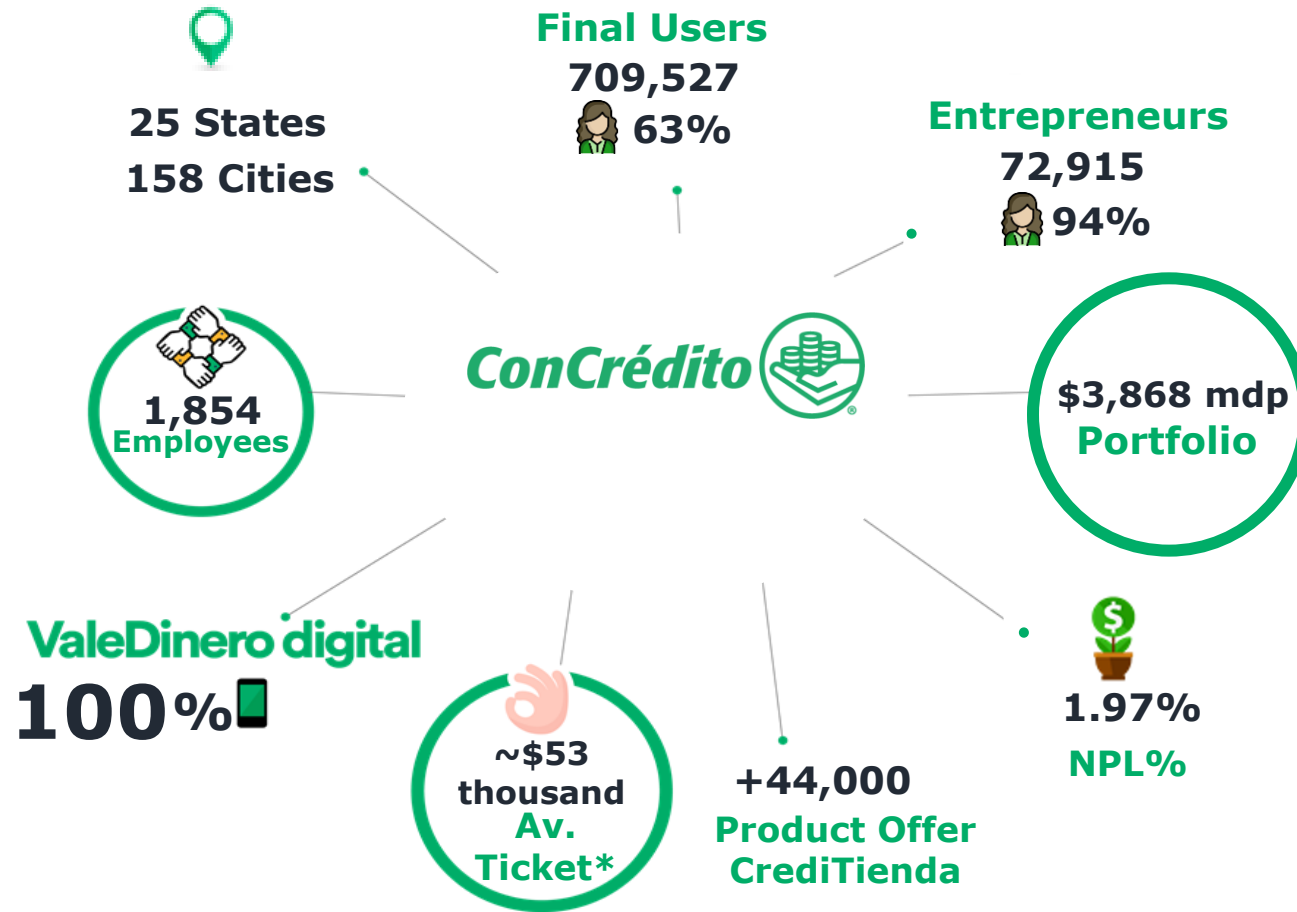 Final Users
709,527
63%
25 States
158 Cities
Entrepreneurs
72,915
94%
ConCrédito
®
1,854
Employees
$3,868 mdp
Portfolio
ValeDinero digital
100%
~$53
thousand
Av.
Ticket*
+44,000
Product Offer
CrediTienda
$
1.97%
NPL%